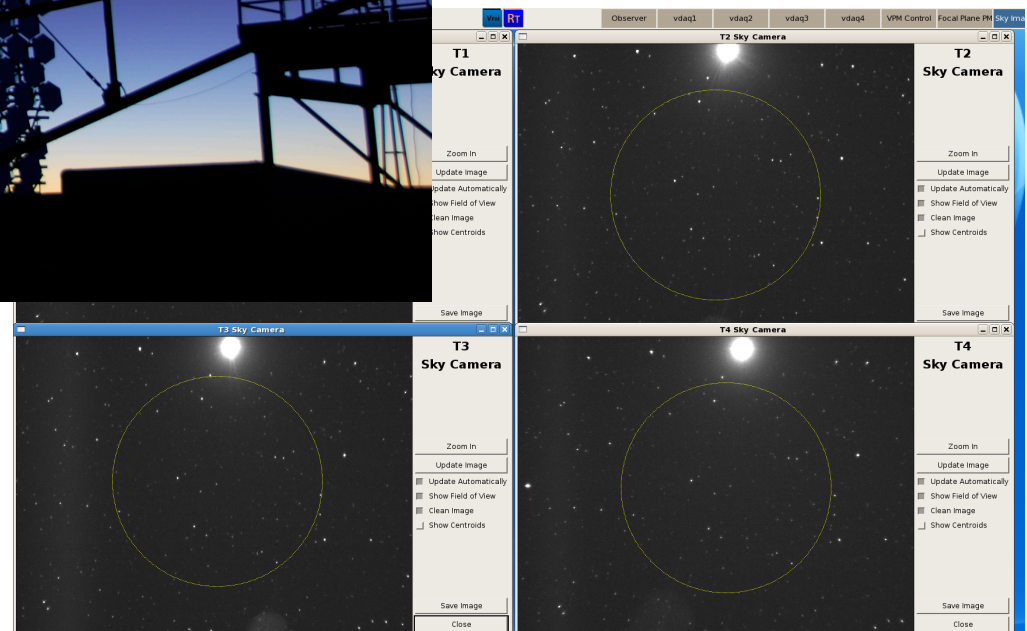 RT
Observer
vdaq1
vdaq2
vdaq3
vdaq4
VPM Control
Focal Plane PM
Sky Ima
T1
ky Camera
Zoom In
Update Image
Update Automatically
Show Field of View
Clean Image
Show Centroids
Save Image
T2 Sky Camera
T2
Sky Camera
Zoom In
Update Image
Update Automatically
Show Field of View
Clean Image
Show Centroids
Save Image
T3 Sky Camera
T3
Sky Camera
Zoom In
Update Image
Update Automatically
Show Field of View
Clean Image
Show Centroids
Save Image
Close
T4 Sky Camera
T4
Sky Camera
Zoom In
Update Image
Update Automatically
Show Field of View
Clean Image
Show Centroids
Save Image
Close